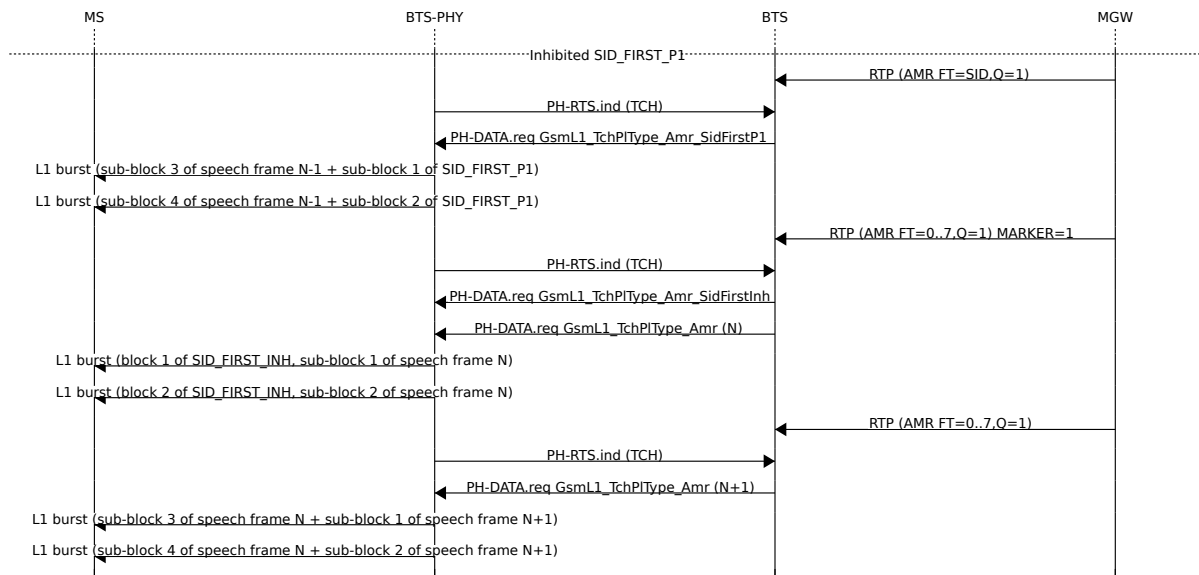 MS BTS-PHY BTS MGW
Inhibited SID_FIRST_P1
RTP (AMR FT=SID,Q=1)
PH-RTS.ind (TCH)
PH-DATA.req GsmL1_TchPlType_Amr_SidFirstP1
L1 burst (sub-block 3 of speech frame N-1 + sub-block 1 of SID_FIRST_P1)
L1 burst (sub-block 4 of speech frame N-1 + sub-block 2 of SID_FIRST_P1)
RTP (AMR FT=0..7,Q=1) MARKER=1
PH-RTS.ind (TCH)
PH-DATA.req GsmL1_TchPlType_Amr_SidFirstInh
PH-DATA.req GsmL1_TchPlType_Amr (N)
L1 burst (block 1 of SID_FIRST_INH, sub-block 1 of speech frame N)
L1 burst (block 2 of SID_FIRST_INH, sub-block 2 of speech frame N)
RTP (AMR FT=0..7,Q=1)
PH-RTS.ind (TCH)
PH-DATA.req GsmL1_TchPlType_Amr (N+1)
L1 burst (sub-block 3 of speech frame N + sub-block 1 of speech frame N+1)
L1 burst (sub-block 4 of speech frame N + sub-block 2 of speech frame N+1)